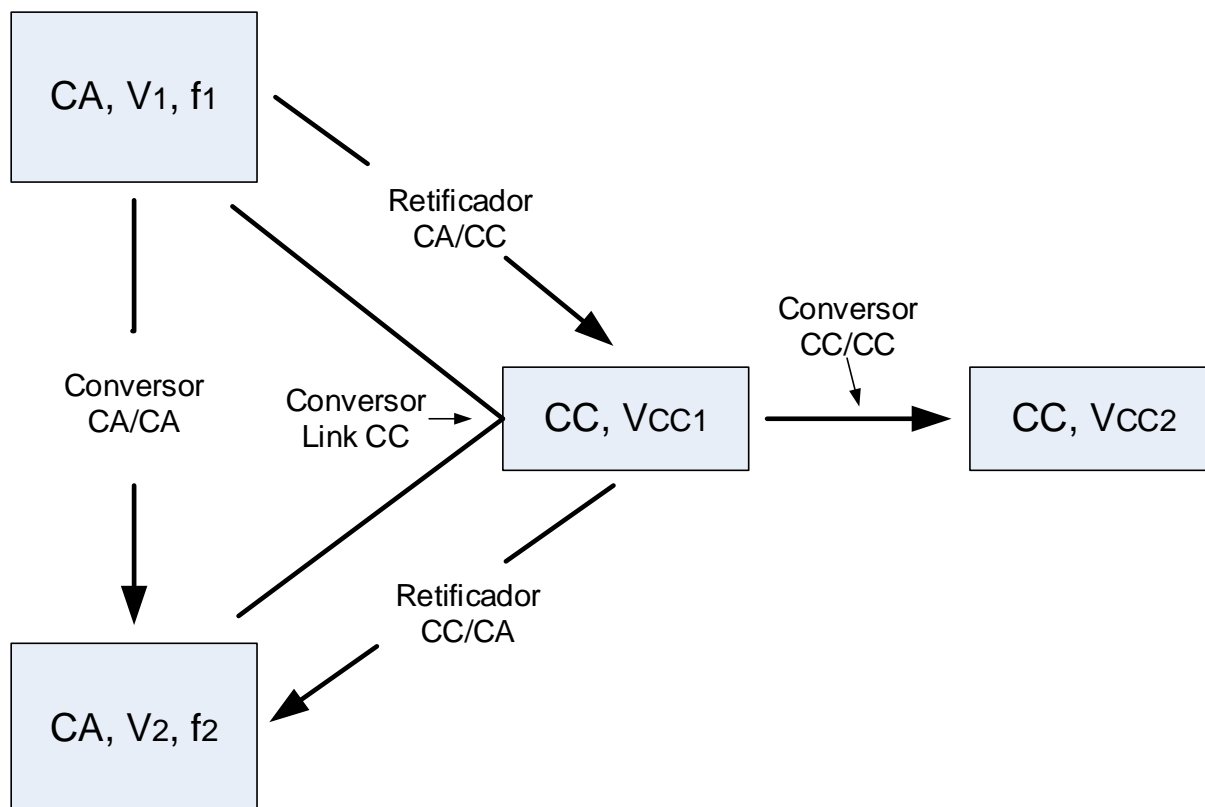 CA, V1, f1
Retificador
CA/CC
Conversor
CC/CC
Conversor
CA/CA
Conversor
Link CC
CC, VCC1
CC, VCC2
Retificador
CC/CA
CA, V2, f2